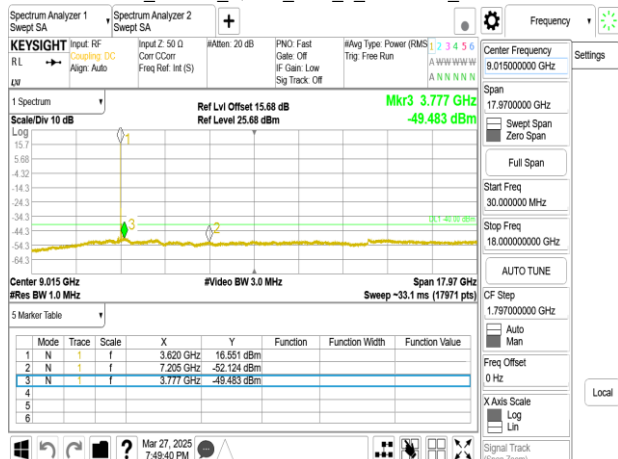 Spectrum Analyzer 1
Swept SA
Spectrum Analyzer 2
Swept SA
+
Frequency
KEYSIGHT
RL
Input: RF
Coupling: DC
Align: Auto
Input Z: 50 Ω
Corr CCorr
Freq Ref: Int (S)
#Atten: 20 dB
PNO: Fast
Gate: Off
IF Gain: Low
Sig Track: Off
#Avg Type: Power (RMS)
Trig: Free Run
1 2 3 4 5 6
A W W W W W
A N N N N N
1 Spectrum
Scale/Div 10 dB
Ref Lvl Offset 15.68 dB
Ref Level 25.68 dBm
Mkr3 3.777 GHz
-49.483 dBm
Log
15.7
5.68
-4.32
-14.3
-24.3
-34.3
-44.3
-54.3
-64.3
1
2
3
DL1 -40.00 dBm
Center 9.015 GHz
#Video BW 3.0 MHz
Span 17.97 GHz
#Res BW 1.0 MHz
Sweep ~33.1 ms (17971 pts)
5 Marker Table
Mode Trace Scale X Y Function Function Width Function Value
1 N 1 f 3.620 GHz 16.551 dBm
2 N 1 f 7.205 GHz -52.124 dBm
3 N 1 f 3.777 GHz -49.483 dBm
4
5
6
?
Mar 27, 2025
7:49:40 PM
Center Frequency
9.015000000 GHz
Settings
Span
17.9700000 GHz
Swept Span
Zero Span
Full Span
Start Freq
30.000000 MHz
Stop Freq
18.000000000 GHz
AUTO TUNE
CF Step
1.797000000 GHz
Auto
Man
Freq Offset
0 Hz
Local
X Axis Scale
Log
Lin
Signal Track
(Span Zoom)